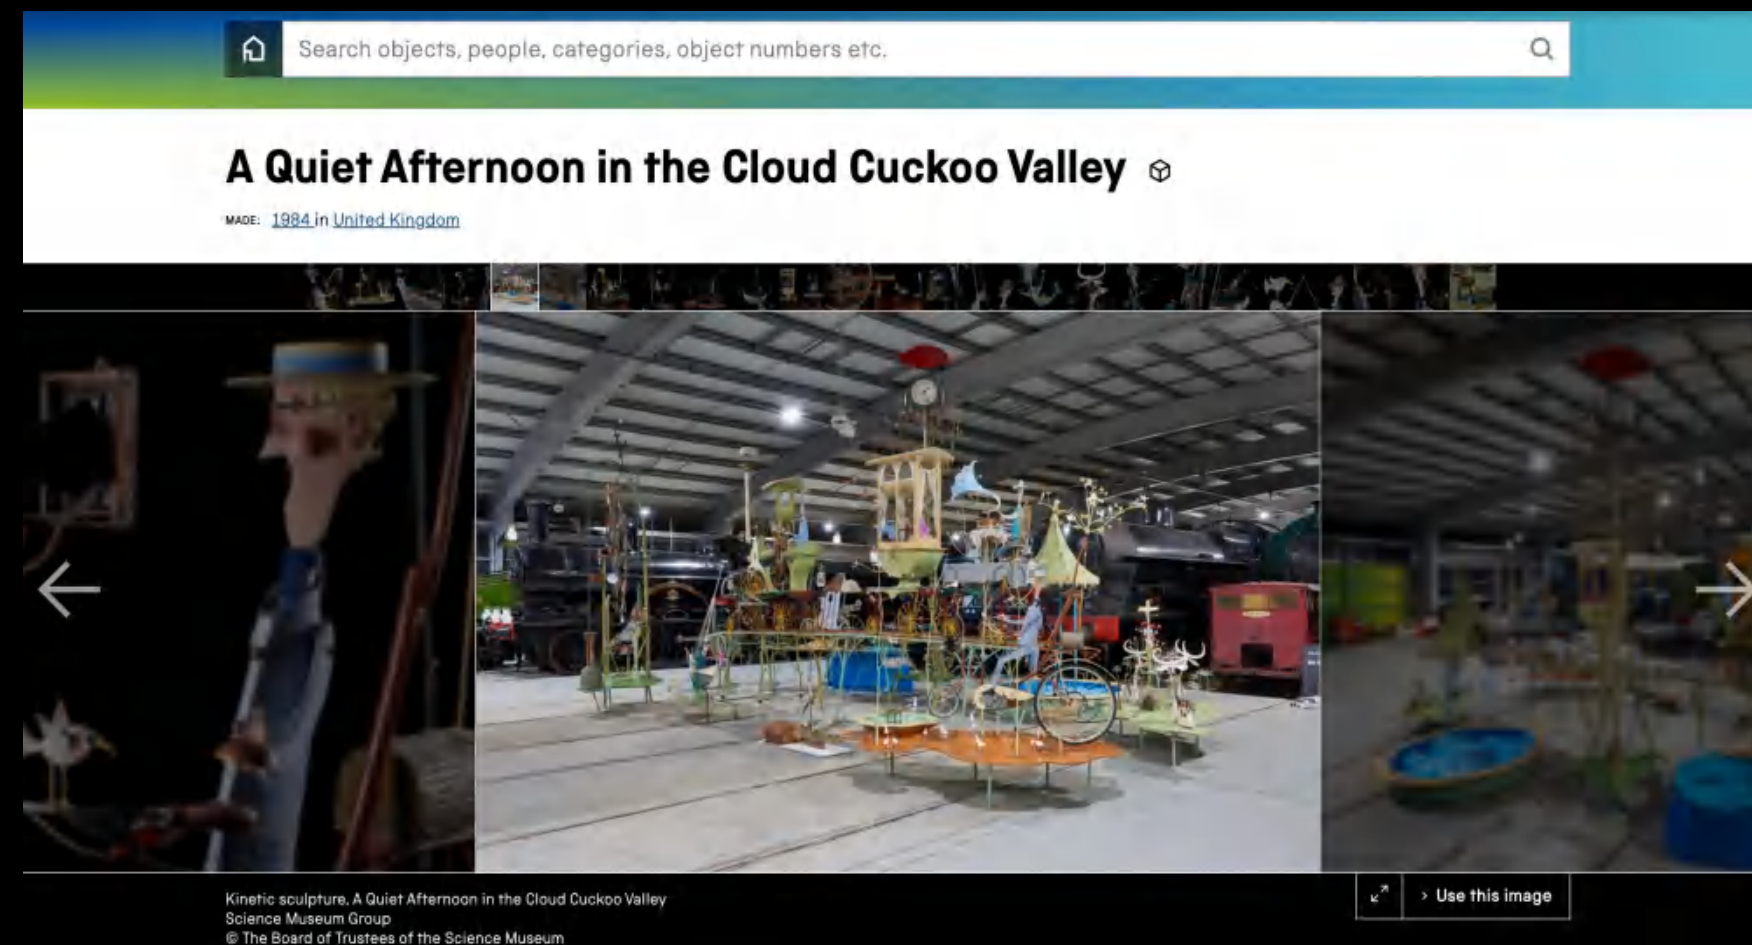 Search objects, people, categories, object numbers etc.
A Quiet Afternoon in the Cloud Cuckoo Valley
MADE: 1984 in United Kingdom
Kinetic sculpture, A Quiet Afternoon in the Cloud Cuckoo Valley
Science Museum Group
© The Board of Trustees of the Science Museum
› Use this image